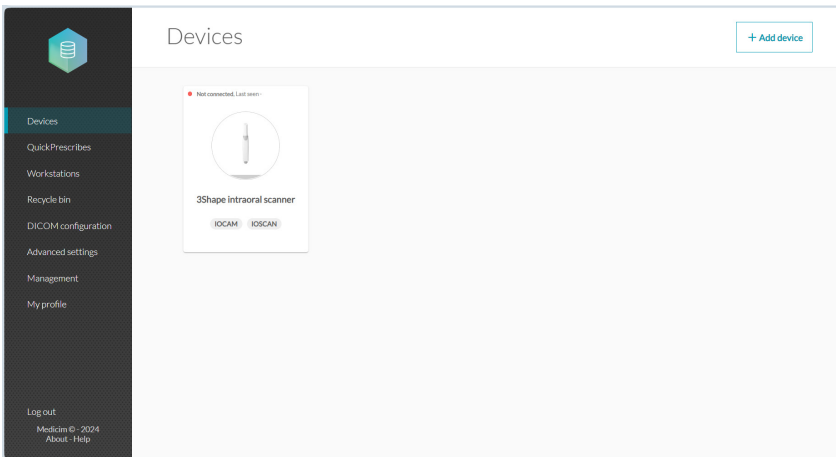 Devices
+ Add device
Devices
QuickPrescribes
Workstations
Recycle bin
DICOM configuration
Advanced settings
Management
My profile
Log out
Medicim © - 2024
About - Help
Not connected, Last seen -
3Shape intraoral scanner
IOCAM IOSCAN